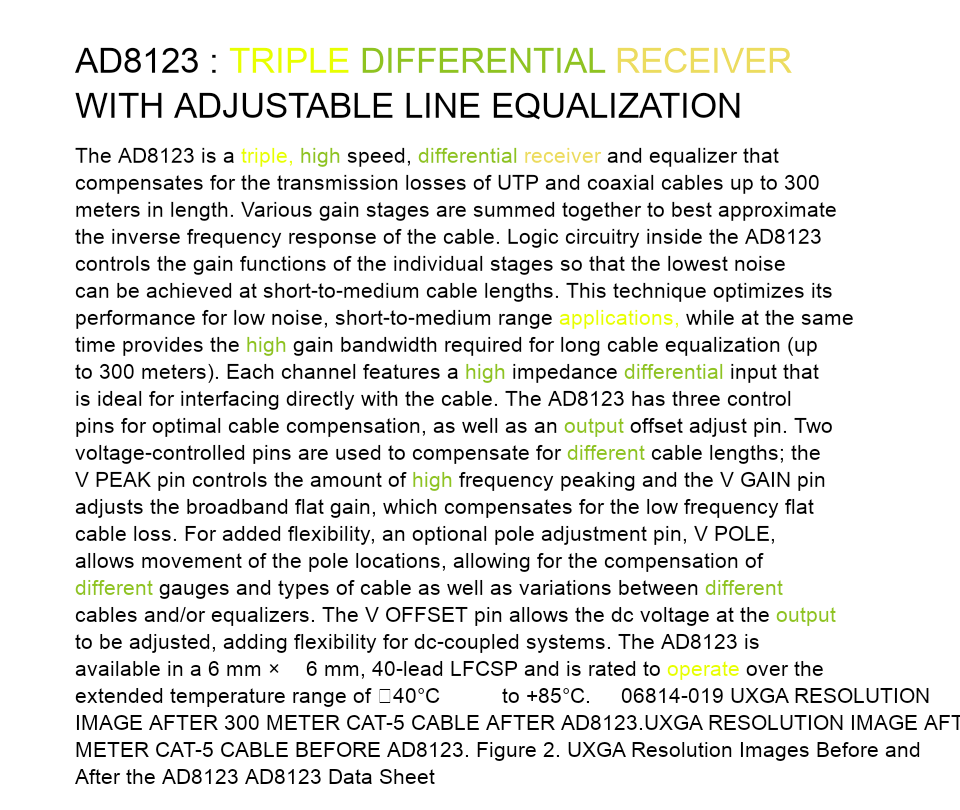 AD8123 : TRIPLE DIFFERENTIAL RECEIVER
WITH ADJUSTABLE LINE EQUALIZATION
The AD8123 is a triple, high speed, differential receiver and equalizer that
compensates for the transmission losses of UTP and coaxial cables up to 300
meters in length. Various gain stages are summed together to best approximate
the inverse frequency response of the cable. Logic circuitry inside the AD8123
controls the gain functions of the individual stages so that the lowest noise
can be achieved at short-to-medium cable lengths. This technique optimizes its
performance for low noise, short-to-medium range applications, while at the same
time provides the high gain bandwidth required for long cable equalization (up
to 300 meters). Each channel features a high impedance differential input that
is ideal for interfacing directly with the cable. The AD8123 has three control
pins for optimal cable compensation, as well as an output offset adjust pin. Two
voltage-controlled pins are used to compensate for different cable lengths; the
V PEAK pin controls the amount of high frequency peaking and the V GAIN pin
adjusts the broadband flat gain, which compensates for the low frequency flat
cable loss. For added flexibility, an optional pole adjustment pin, V POLE,
allows movement of the pole locations, allowing for the compensation of
different gauges and types of cable as well as variations between different
cables and/or equalizers. The V OFFSET pin allows the dc voltage at the output
to be adjusted, adding flexibility for dc-coupled systems. The AD8123 is
available in a 6 mm × 6 mm, 40-lead LFCSP and is rated to operate over the
extended temperature range of □40°C to +85°C. 06814-019 UXGA RESOLUTION
IMAGE AFTER 300 METER CAT-5 CABLE AFTER AD8123.UXGA RESOLUTION IMAGE AFT
METER CAT-5 CABLE BEFORE AD8123. Figure 2. UXGA Resolution Images Before and
After the AD8123 AD8123 Data Sheet